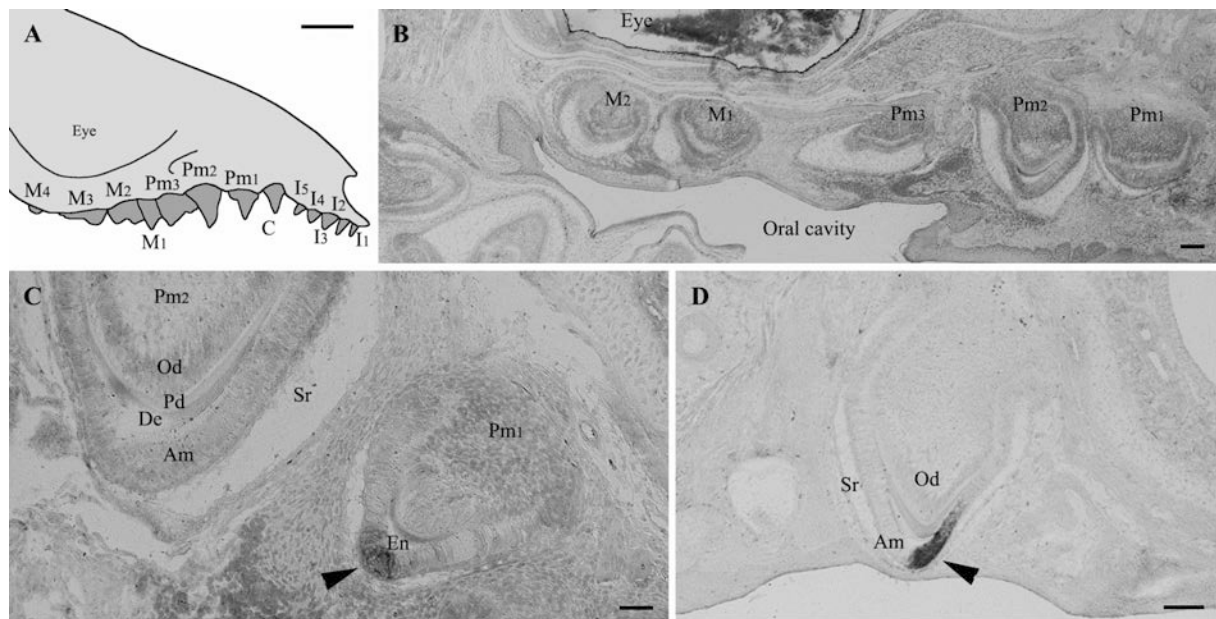 A
Eye
M4
M3
M2
Pm3
Pm2
Pm1
M1
C
I5
I4
I3
I2
I1
B
Eye
M2
M1
Pm3
Pm2
Pm1
Oral cavity
C
Pm2
Od
Pd
De
Am
Sr
Pm1
En
D
Sr
Od
Am